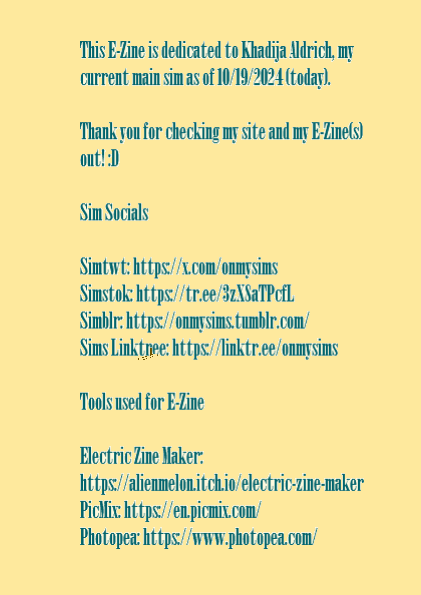 This E-Zine is dedicated to Khadija Aldrich, my
current main sim as of 10/19/2024 (today).
Thank you for checking my site and my E-Zine(s)
out! :D
Sim Socials
Simtwt: https://x.com/onmysims
Simstok: https://tr.ee/3zX8aTPcfL
Simblr: https://onmysims.tumblr.com/
Sims Linktree: https://linktr.ee/onmysims
Tools used for E-Zine
Electric Zine Maker:
https://alienmelon.itch.io/electric-zine-maker
PicMix: https://en.picmix.com/
Photopea: https://www.photopea.com/